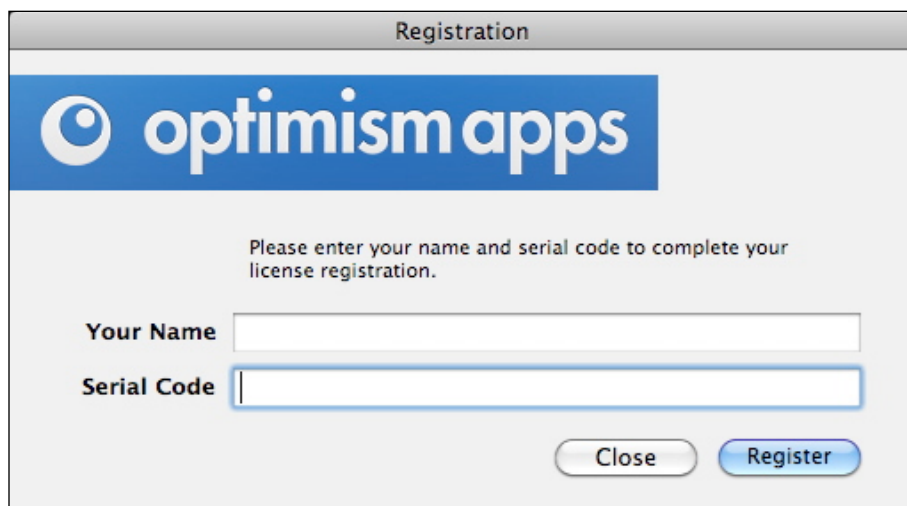 Registration
optimism apps
Please enter your name and serial code to complete your
license registration.
Your Name
Serial Code
Close
Register